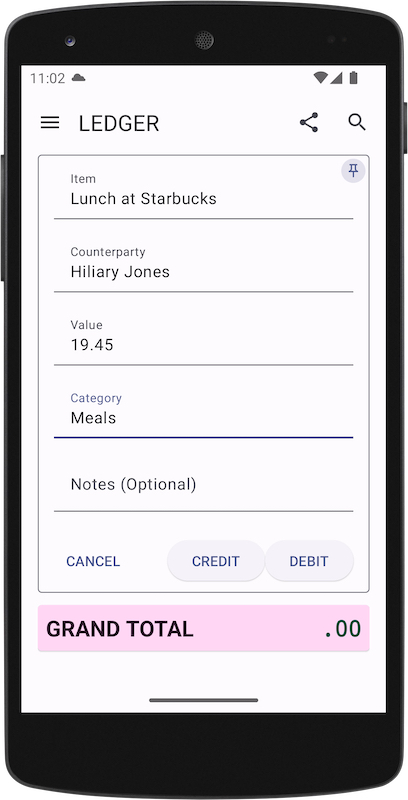 11:02
LEDGER
Item
Lunch at Starbucks
Counterparty
Hiliary Jones
Value
19.45
Category
Meals
Notes (Optional)
CANCEL CREDIT DEBIT
GRAND TOTAL .00